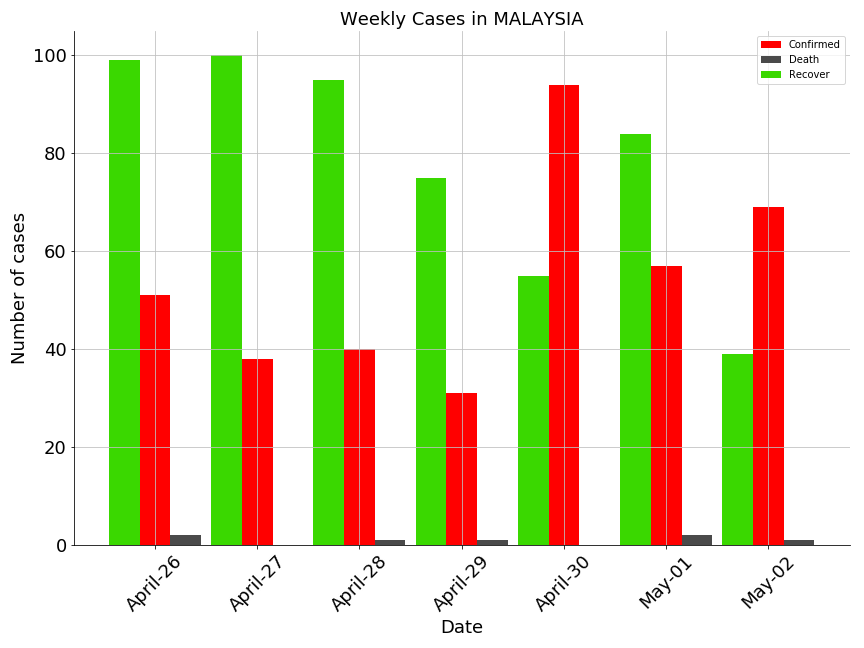 Weekly Cases in MALAYSIA
Confirmed
Death
Recover
Number of cases
100
80
60
40
20
0
April-26
April-27
April-28
April-29
April-30
May-01
May-02
Date